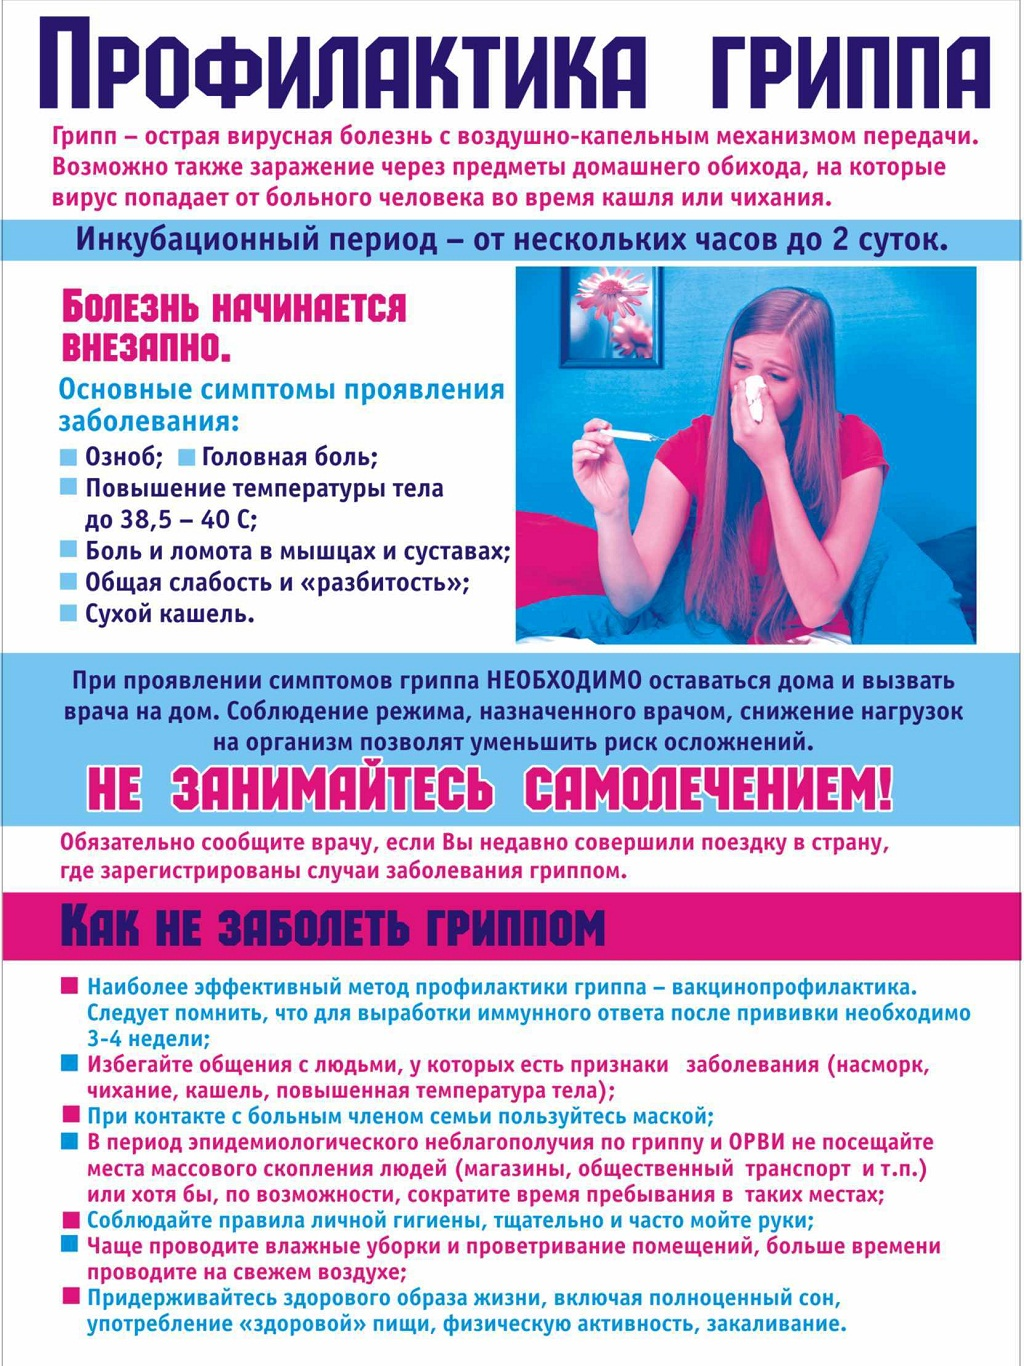 Профилактика гриппа
Грипп – острая вирусная болезнь с воздушно-капельным механизмом передачи.
Возможно также заражение через предметы домашнего обихода, на которые
вирус попадает от больного человека во время кашля или чихания.
Инкубационный период – от нескольких часов до 2 суток.
Болезнь начинается
внезапно.
Основные симптомы проявления
заболевания:
Озноб; Головная боль;
Повышение температуры тела
до 38,5 – 40 С;
Боль и ломота в мышцах и суставах;
Общая слабость и «разбитость»;
Сухой кашель.
При проявлении симптомов гриппа НЕОБХОДИМО оставаться дома и вызвать
врача на дом. Соблюдение режима, назначенного врачом, снижение нагрузок
на организм позволят уменьшить риск осложнений.
НЕ ЗАНИМАЙТЕСЬ САМОЛЕЧЕНИЕМ!
Обязательно сообщите врачу, если Вы недавно совершили поездку в страну,
где зарегистрированы случаи заболевания гриппом.
Как не заболеть гриппом
Наиболее эффективный метод профилактики гриппа – вакцинопрофилактика.
Следует помнить, что для выработки иммунного ответа после прививки необходимо
3-4 недели;
Избегайте общения с людьми, у которых есть признаки заболевания (насморк,
чихание, кашель, повышенная температура тела);
При контакте с больным членом семьи пользуйтесь маской;
В период эпидемиологического неблагополучия по гриппу и ОРВИ не посещайте
места массового скопления людей (магазины, общественный транспорт и т.п.)
или хотя бы, по возможности, сократите время пребывания в таких местах;
Соблюдайте правила личной гигиены, тщательно и часто мойте руки;
Чаще проводите влажные уборки и проветривание помещений, больше времени
проводите на свежем воздухе;
Придерживайтесь здорового образа жизни, включая полноценный сон,
употребление «здоровой» пищи, физическую активность, закаливание.